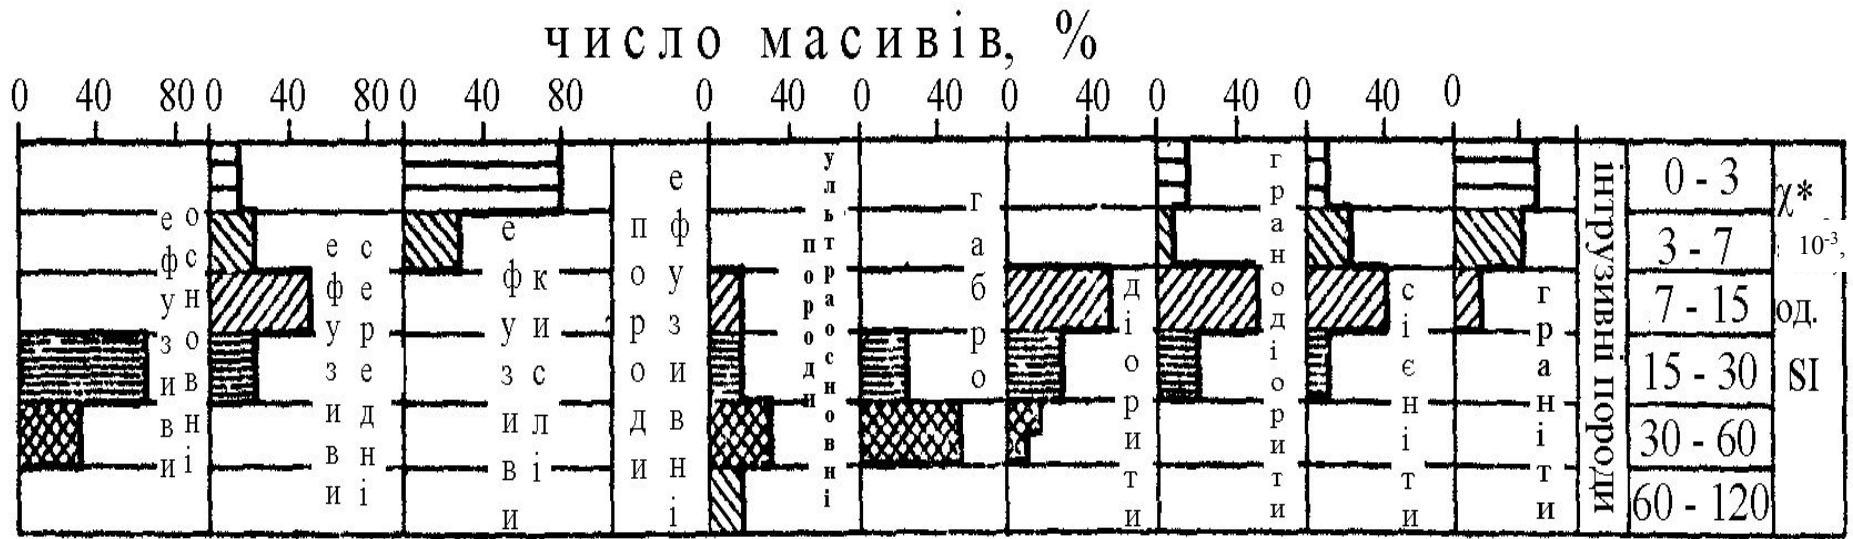 число масивів, %
0 40 80 0 40 80 0 40 80 0 40 0 40 0 40 0 40 0 40 0
основні
ефузиви
середні
ефузиви
кислі
ефузиви
ефузивні
породи
ультраосновні
породи
габро
діорити
гранодіорити
сієніти
граніти
інтрузивні породи
0 - 3
3 - 7
7 - 15
15 - 30
30 - 60
60 - 120
χ*
10⁻³,
од.
SI